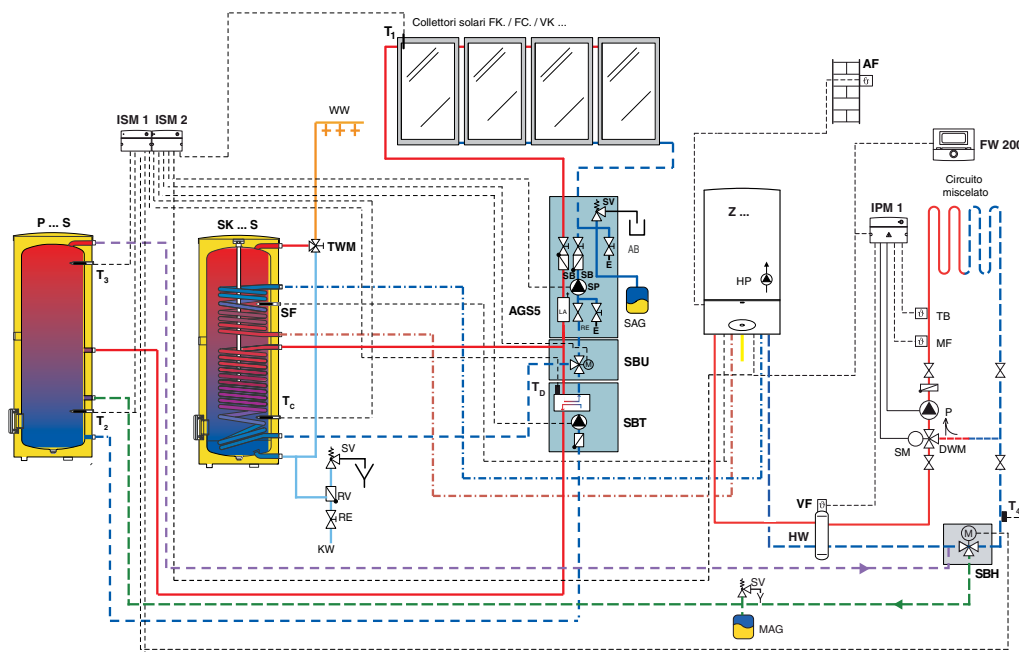 Collettori solari FK. / FC. / VK ...
T1
AF
ISM 1 ISM 2
WW
FW 200
Circuito
miscelato
P ... S
SK ... S
TWM
Z ...
IPM 1
SV
AB
E
SB SB
SP
T3
SF
HP
AGS5
LA
RE
E
SAG
TB
MF
SBU
M
TD
TC
T2
SBT
P
SM
DWM
SV
RV
RE
KW
VF
HW
T4
M
SBH
SV
MAG